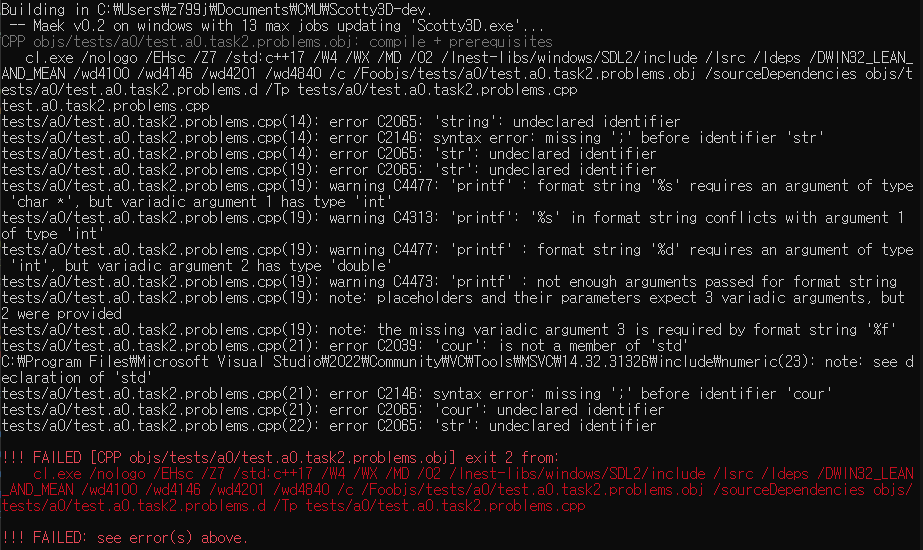 Building in C:₩Users₩z799j₩Documents₩CMU₩Scotty3D-dev.
 -- Maek v0.2 on windows with 13 max jobs updating 'Scotty3D.exe'...
CPP objs/tests/a0/test.a0.task2.problems.obj: compile + prerequisites
    cl.exe /nologo /EHsc /Z7 /std:c++17 /W4 /WX /MD /O2 /Inest-libs/windows/SDL2/include /Isrc /Ideps /DWIN32_LEAN_
AND_MEAN /wd4100 /wd4146 /wd4201 /wd4840 /c /Foobjs/tests/a0/test.a0.task2.problems.obj /sourceDependencies objs/t
ests/a0/test.a0.task2.problems.d /Tp tests/a0/test.a0.task2.problems.cpp
test.a0.task2.problems.cpp
tests/a0/test.a0.task2.problems.cpp(14): error C2065: 'string': undeclared identifier
tests/a0/test.a0.task2.problems.cpp(14): error C2146: syntax error: missing ';' before identifier 'str'
tests/a0/test.a0.task2.problems.cpp(14): error C2065: 'str': undeclared identifier
tests/a0/test.a0.task2.problems.cpp(19): error C2065: 'str': undeclared identifier
tests/a0/test.a0.task2.problems.cpp(19): warning C4477: 'printf' : format string '%s' requires an argument of type
 'char *', but variadic argument 1 has type 'int'
tests/a0/test.a0.task2.problems.cpp(19): warning C4313: 'printf': '%s' in format string conflicts with argument 1
of type 'int'
tests/a0/test.a0.task2.problems.cpp(19): warning C4477: 'printf' : format string '%d' requires an argument of type
 'int', but variadic argument 2 has type 'double'
tests/a0/test.a0.task2.problems.cpp(19): warning C4473: 'printf' : not enough arguments passed for format string
tests/a0/test.a0.task2.problems.cpp(19): note: placeholders and their parameters expect 3 variadic arguments, but
2 were provided
tests/a0/test.a0.task2.problems.cpp(19): note: the missing variadic argument 3 is required by format string '%f'
tests/a0/test.a0.task2.problems.cpp(21): error C2039: 'cour': is not a member of 'std'
C:₩Program Files₩Microsoft Visual Studio₩2022₩Community₩VC₩Tools₩MSVC₩14.32.31326₩include₩numeric(23): note: see d
eclaration of 'std'
tests/a0/test.a0.task2.problems.cpp(21): error C2146: syntax error: missing ';' before identifier 'cour'
tests/a0/test.a0.task2.problems.cpp(21): error C2065: 'cour': undeclared identifier
tests/a0/test.a0.task2.problems.cpp(22): error C2065: 'str': undeclared identifier
!!! FAILED [CPP objs/tests/a0/test.a0.task2.problems.obj] exit 2 from:
    cl.exe /nologo /EHsc /Z7 /std:c++17 /W4 /WX /MD /O2 /Inest-libs/windows/SDL2/include /Isrc /Ideps /DWIN32_LEAN
_AND_MEAN /wd4100 /wd4146 /wd4201 /wd4840 /c /Foobjs/tests/a0/test.a0.task2.problems.obj /sourceDependencies objs/
tests/a0/test.a0.task2.problems.d /Tp tests/a0/test.a0.task2.problems.cpp
!!! FAILED: see error(s) above.